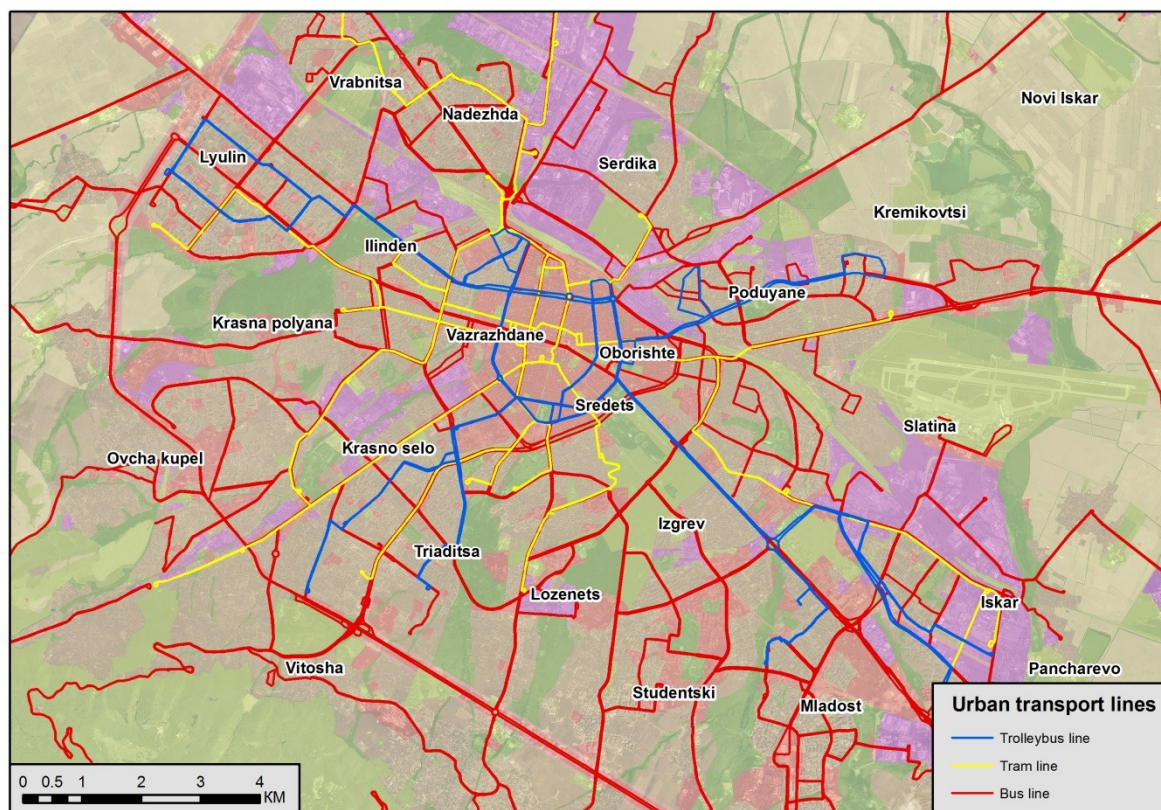 Vrabnitsa
Novi Iskar
Nadezhda
Lyulin
Serdika
Kremikovtsi
Ilinden
Poduyane
Krasna polyana
Vazrazhdane
Oborishte
Sredets
Slatina
Krasno selo
Ovcha kupel
Izgrev
Triaditsa
Lozenets
Iskar
Vitosha
Pancharevo
Studentski
Mladost
Urban transport lines
Trolleybus line
Tram line
Bus line
0 0.5 1 2 3 4
KM